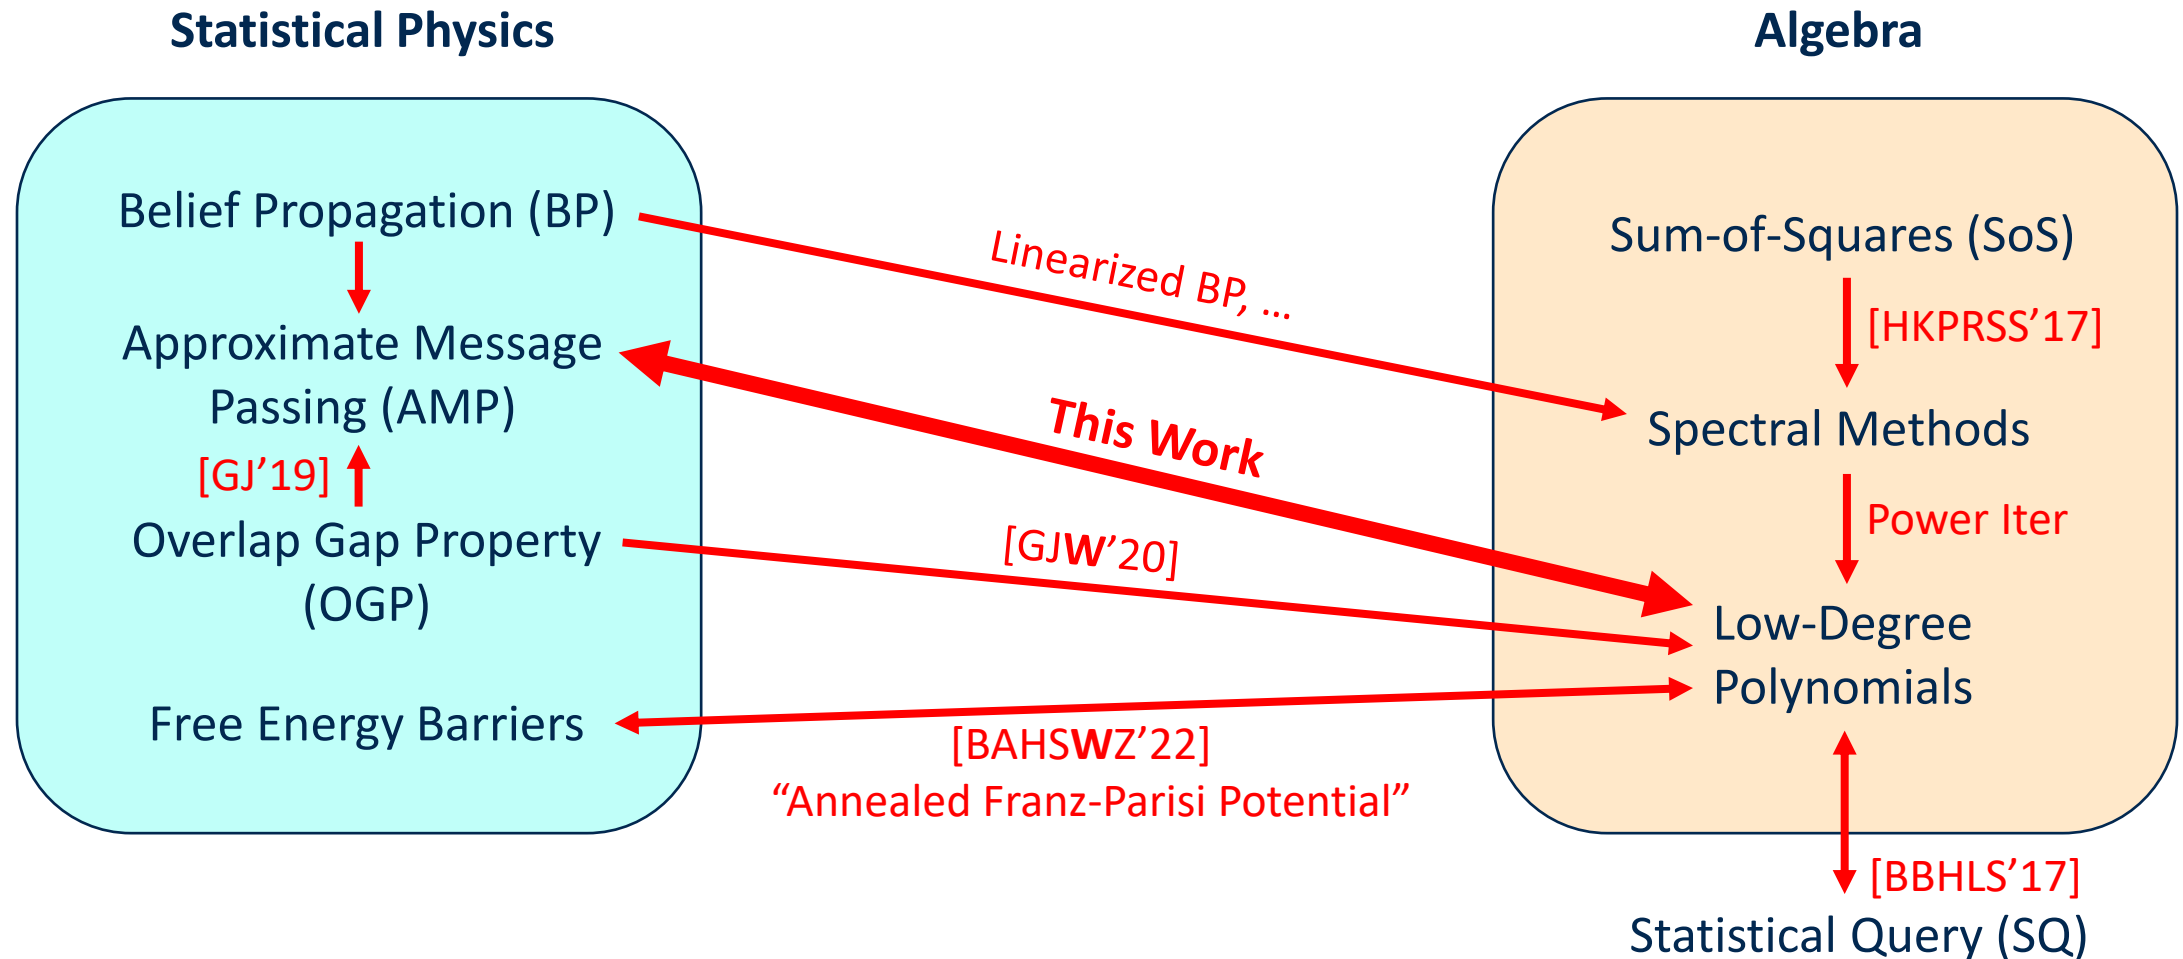 Statistical Physics
Algebra
Belief Propagation (BP)
Approximate Message
Passing (AMP)
[GJ’19]
Overlap Gap Property
(OGP)
Free Energy Barriers
Linearized BP, ...
This Work
[GJW’20]
[BAHSWZ’22]
“Annealed Franz-Parisi Potential”
Sum-of-Squares (SoS)
[HKPRSS’17]
Spectral Methods
Power Iter
Low-Degree
Polynomials
[BBHLS’17]
Statistical Query (SQ)